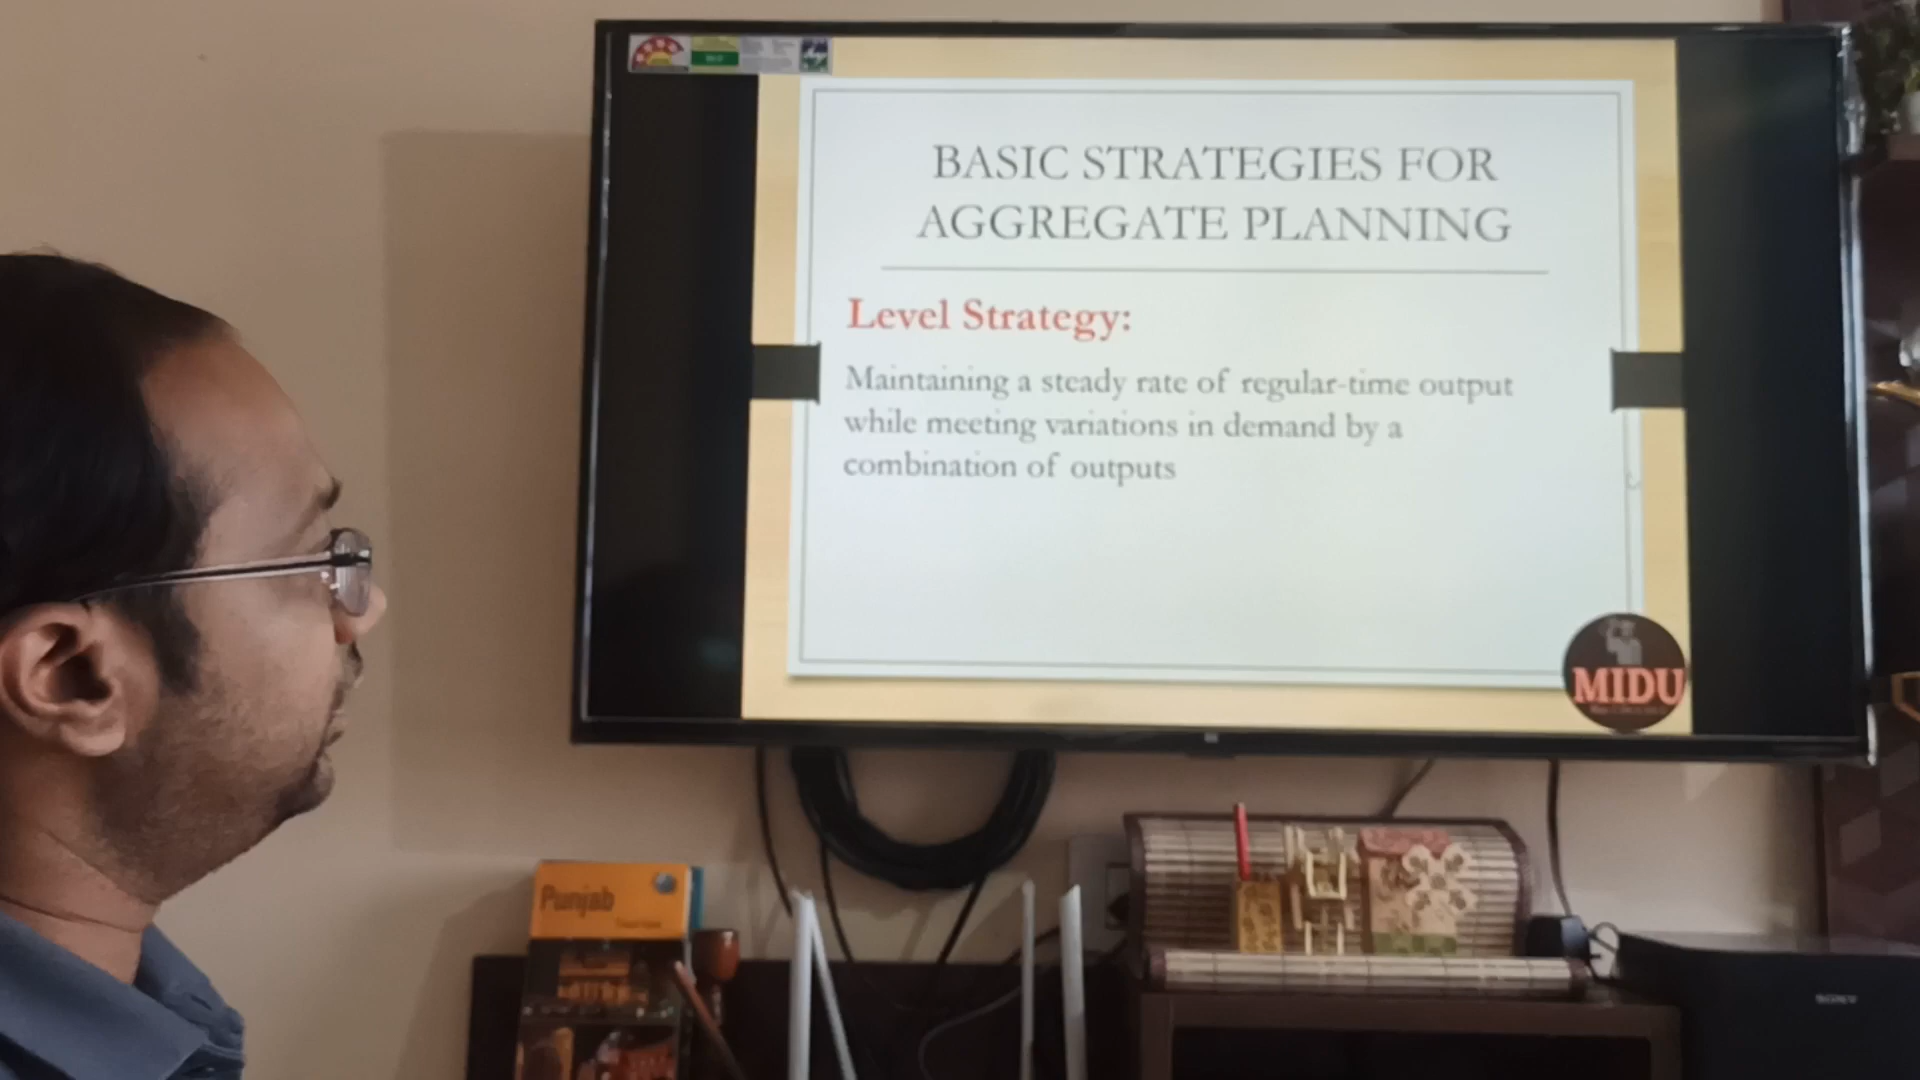 BASIC STRATEGIES FOR
AGGREGATE PLANNING
Level Strategy:
Maintaining a steady rate of regular-time output
while meeting variations in demand by a
combination of outputs
MIDU
Punjab
SONY